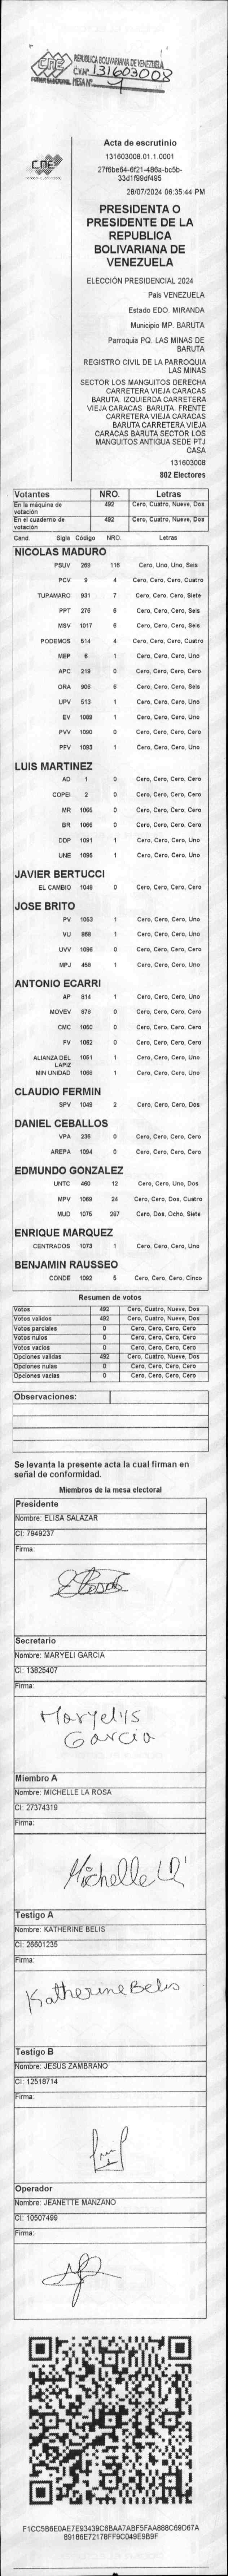 CNE
PODER ELECTORAL
REPUBLICA BOLIVARIANA DE VENEZUELA
C.V.Nº 131603008
MESA Nº 1
CNE
Acta de escrutinio
131603008.01.1.0001
27f6be64-6f21-486a-bc5b-
33d1f99df495
28/07/2024 06:35:44 PM
PRESIDENTA O
PRESIDENTE DE LA
REPUBLICA
BOLIVARIANA DE
VENEZUELA
ELECCIÓN PRESIDENCIAL 2024
Pais VENEZUELA
Estado EDO. MIRANDA
Municipio MP. BARUTA
Parroquia PQ. LAS MINAS DE
BARUTA
REGISTRO CIVIL DE LA PARROQUIA
LAS MINAS
SECTOR LOS MANGUITOS DERECHA
CARRETERA VIEJA CARACAS
BARUTA. IZQUIERDA CARRETERA
VIEJA CARACAS BARUTA. FRENTE
CARRETERA VIEJA CARACAS
BARUTA CARRETERA VIEJA
CARACAS BARUTA SECTOR LOS
MANGUITOS ANTIGUA SEDE PTJ
CASA
131603008
802 Electores
Votantes NRO. Letras
En la máquina de votación 492 Cero, Cuatro, Nueve, Dos
En el cuaderno de votación 492 Cero, Cuatro, Nueve, Dos
Cand. Sigla Código NRO. Letras
NICOLAS MADURO
PSUV 269 116 Cero, Uno, Uno, Seis
PCV 9 4 Cero, Cero, Cero, Cuatro
TUPAMARO 931 7 Cero, Cero, Cero, Siete
PPT 276 6 Cero, Cero, Cero, Seis
MSV 1017 6 Cero, Cero, Cero, Seis
PODEMOS 514 4 Cero, Cero, Cero, Cuatro
MEP 6 1 Cero, Cero, Cero, Uno
APC 219 0 Cero, Cero, Cero, Cero
ORA 906 6 Cero, Cero, Cero, Seis
UPV 513 1 Cero, Cero, Cero, Uno
EV 1089 1 Cero, Cero, Cero, Uno
PVV 1090 0 Cero, Cero, Cero, Cero
PFV 1093 1 Cero, Cero, Cero, Uno
LUIS MARTINEZ
AD 1 0 Cero, Cero, Cero, Cero
COPEI 2 0 Cero, Cero, Cero, Cero
MR 1065 0 Cero, Cero, Cero, Cero
BR 1066 0 Cero, Cero, Cero, Cero
DDP 1091 1 Cero, Cero, Cero, Uno
UNE 1095 1 Cero, Cero, Cero, Uno
JAVIER BERTUCCI
EL CAMBIO 1046 0 Cero, Cero, Cero, Cero
JOSE BRITO
PV 1053 1 Cero, Cero, Cero, Uno
VU 868 1 Cero, Cero, Cero, Uno
UVV 1096 0 Cero, Cero, Cero, Cero
MPJ 458 1 Cero, Cero, Cero, Uno
ANTONIO ECARRI
AP 814 1 Cero, Cero, Cero, Uno
MOVEV 878 0 Cero, Cero, Cero, Cero
CMC 1050 0 Cero, Cero, Cero, Cero
FV 1062 0 Cero, Cero, Cero, Cero
ALIANZA DEL LAPIZ 1051 1 Cero, Cero, Cero, Uno
MIN UNIDAD 1068 1 Cero, Cero, Cero, Uno
CLAUDIO FERMIN
SPV 1049 2 Cero, Cero, Cero, Dos
DANIEL CEBALLOS
VPA 236 0 Cero, Cero, Cero, Cero
AREPA 1094 0 Cero, Cero, Cero, Cero
EDMUNDO GONZALEZ
UNTC 460 12 Cero, Cero, Uno, Dos
MPV 1069 24 Cero, Cero, Dos, Cuatro
MUD 1075 287 Cero, Dos, Ocho, Siete
ENRIQUE MARQUEZ
CENTRADOS 1073 1 Cero, Cero, Cero, Uno
BENJAMIN RAUSSEO
CONDE 1092 5 Cero, Cero, Cero, Cinco
Resumen de votos
Votos 492 Cero, Cuatro, Nueve, Dos
Votos validos 492 Cero, Cuatro, Nueve, Dos
Votos parciales 0 Cero, Cero, Cero, Cero
Votos nulos 0 Cero, Cero, Cero, Cero
Votos vacios 0 Cero, Cero, Cero, Cero
Opciones validas 492 Cero, Cuatro, Nueve, Dos
Opciones nulas 0 Cero, Cero, Cero, Cero
Opciones vacias 0 Cero, Cero, Cero, Cero
Observaciones:
Se levanta la presente acta la cual firman en
señal de conformidad.
Miembros de la mesa electoral
Presidente
Nombre: ELISA SALAZAR
CI: 7949237
Firma:
Secretario
Nombre: MARYELI GARCIA
CI: 13825407
Firma:
Maryelis
Garcia
Miembro A
Nombre: MICHELLE LA ROSA
CI: 27374319
Firma:
Michelle
Testigo A
Nombre: KATHERINE BELIS
CI: 26601235
Firma:
Katherine Belis
Testigo B
Nombre: JESUS ZAMBRANO
CI: 12518714
Firma:
Operador
Nombre: JEANETTE MANZANO
CI: 10507499
Firma:
F1CC5B6E0AE7E93439C6BAA7ABF5FAA888C69D67A
89186E72178FF9C049E9B9F